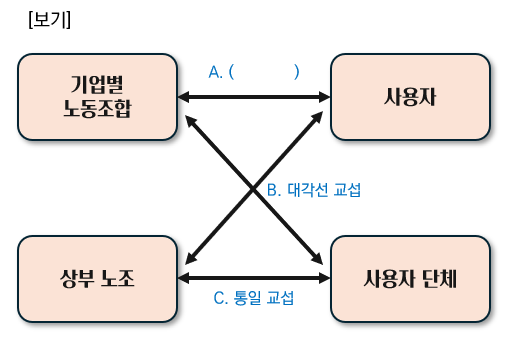 [보기]
기업별
노동조합
사용자
A. (          )
B. 대각선 교섭
상부 노조
사용자 단체
C. 통일 교섭